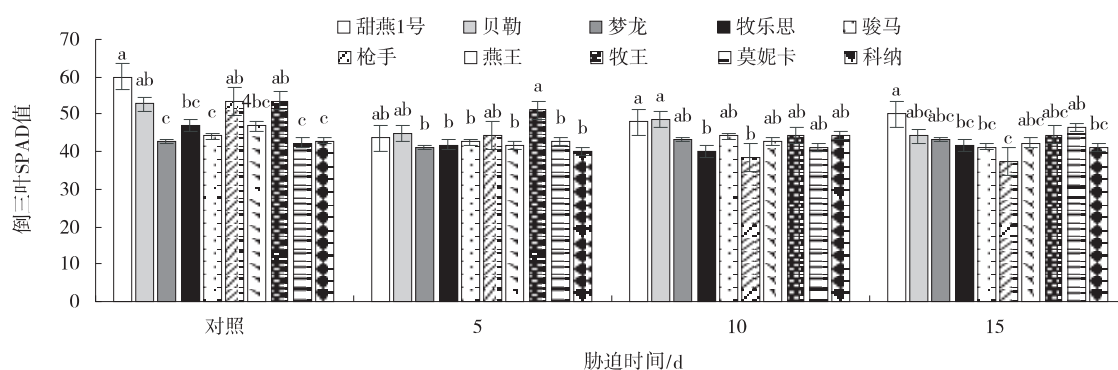 甜燕1号 贝勒 梦龙 牧乐思 骏马
枪手 燕王 牧王 莫妮卡 科纳
倒三叶SPAD值
70
60
50
40
30
20
10
0
a ab c bc c ab 4bc ab c c
a ab b b b ab b a b b
a a ab b ab b ab ab ab ab
a abc abc bc bc c abc abc ab bc
对照 5 10 15
胁迫时间/d